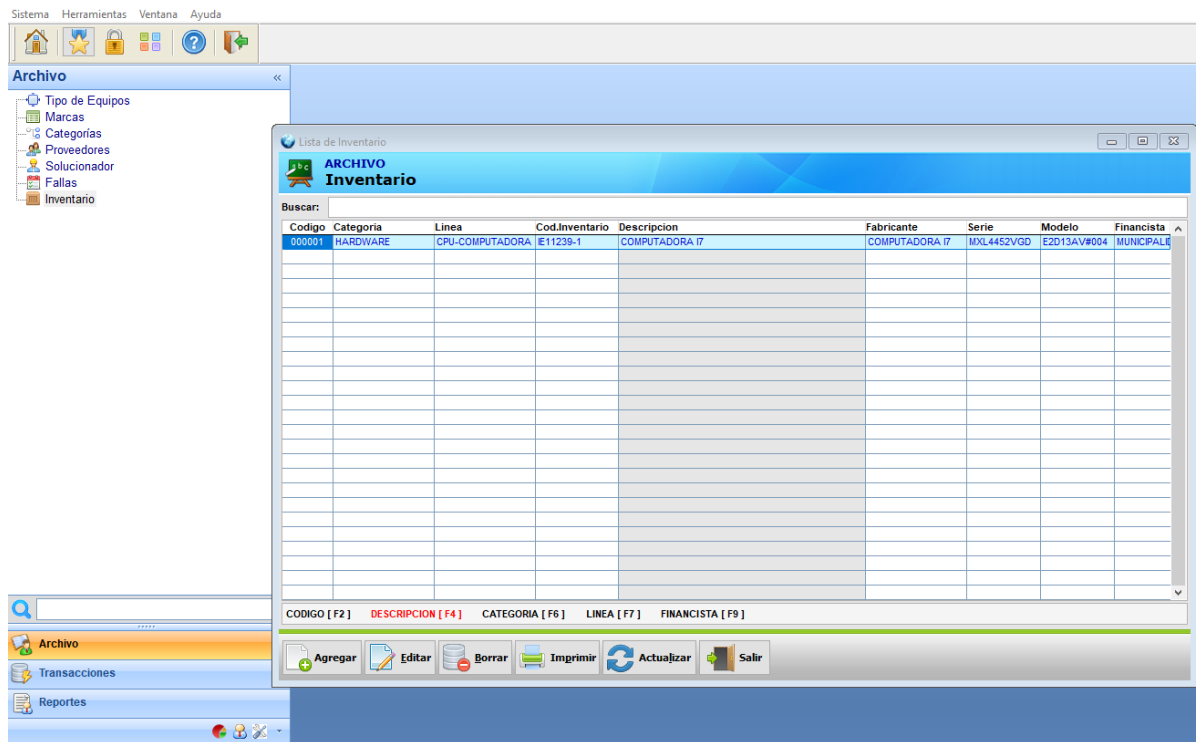 Sistema Herramientas Ventana Ayuda
Archivo «
Tipo de Equipos
Marcas
Categorías
Proveedores
Solucionador
Fallas
Inventario
Lista de Inventario
ARCHIVO
Inventario
Buscar:
Codigo Categoria Linea Cod.Inventario Descripcion Fabricante Serie Modelo Financista
000001 HARDWARE CPU-COMPUTADORA IE11239-1 COMPUTADORA I7 COMPUTADORA I7 MXL4452VGD E2D13AV#004 MUNICIPALID
CODIGO [ F2 ] DESCRIPCION [ F4 ] CATEGORIA [ F6 ] LINEA [ F7 ] FINANCISTA [ F9 ]
Agregar Editar Borrar Imprimir Actualizar Salir
Archivo
Transacciones
Reportes